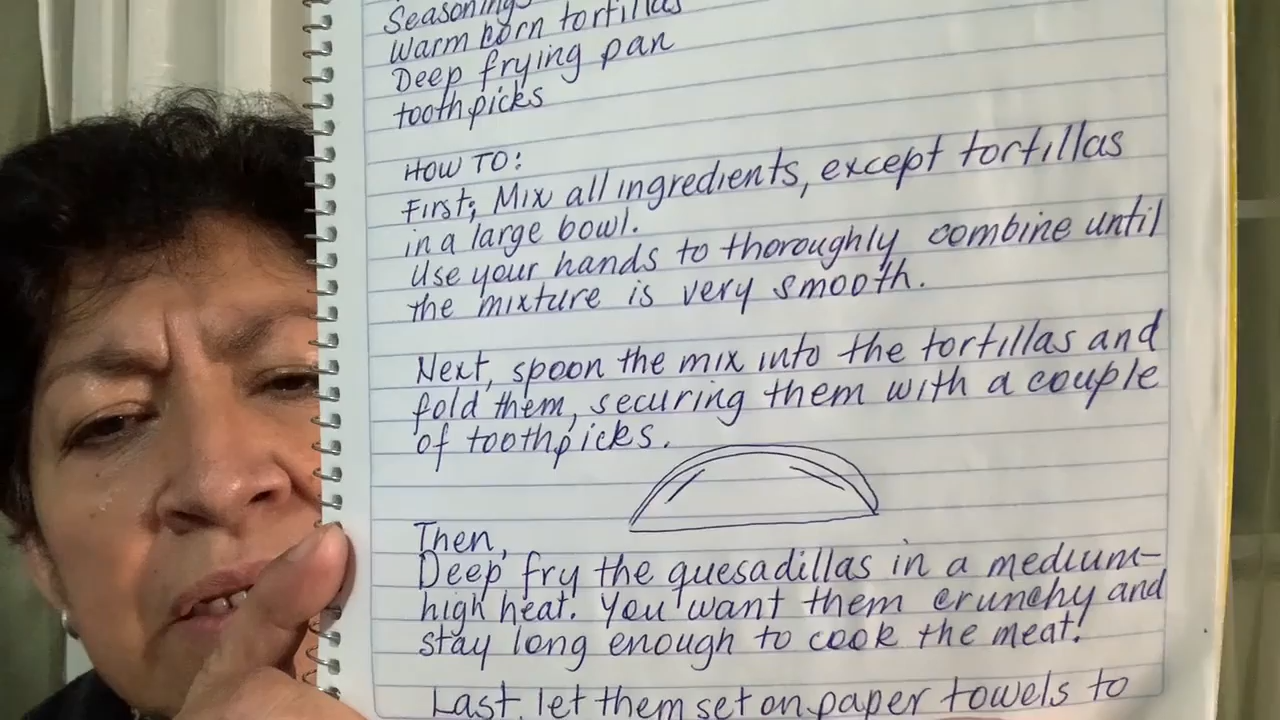 Seasonings
Warm corn tortillas
Deep frying pan
toothpicks
HOW TO:
First; Mix all ingredients, except tortillas
in a large bowl.
Use your hands to thoroughly combine until
the mixture is very smooth.
Next, spoon the mix into the tortillas and
fold them, securing them with a couple
of toothpicks.
Then,
Deep fry the quesadillas in a medium-
high heat. You want them crunchy and
stay long enough to cook the meat!
Last, let them set on paper towels to